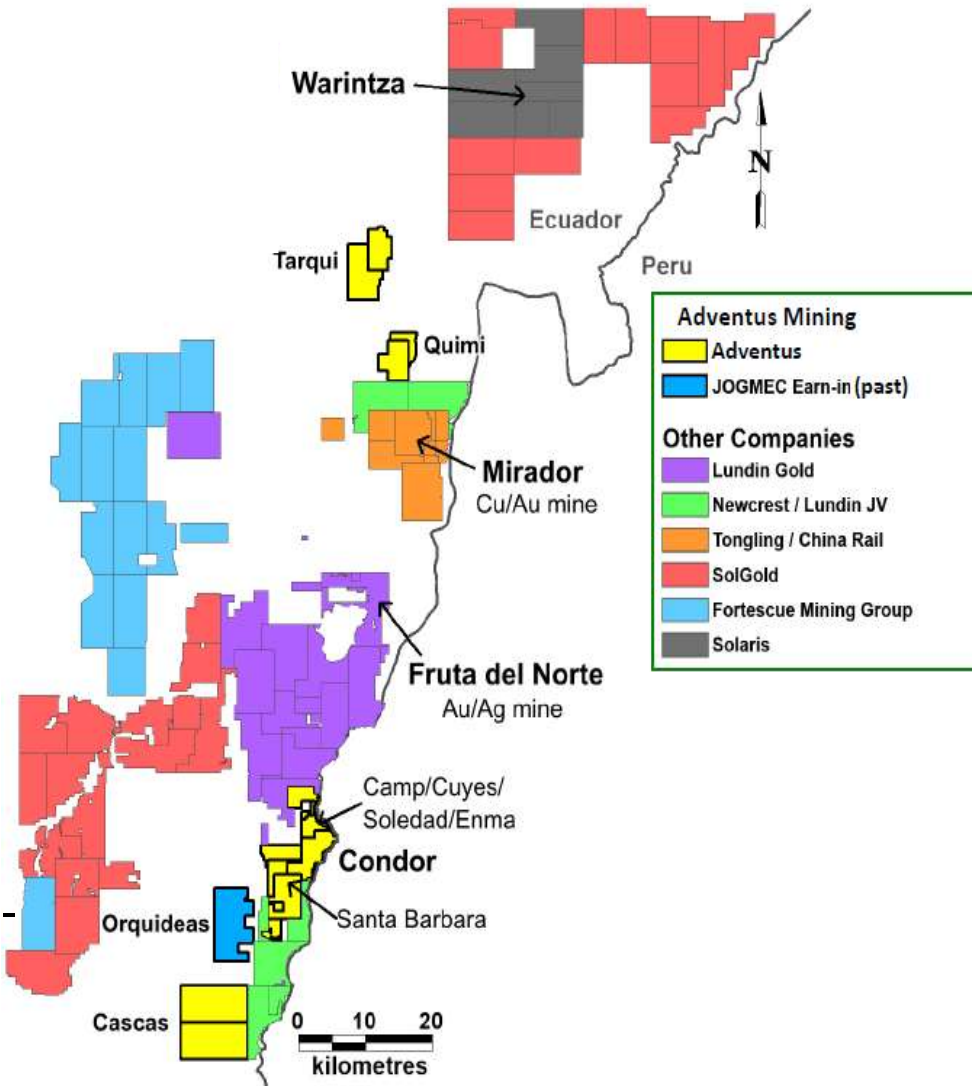 Warintza
N
Ecuador
Peru
Tarqui
Quimi
Adventus Mining
Adventus
JOGMEC Earn-in (past)
Other Companies
Lundin Gold
Newcrest / Lundin JV
Tongling / China Rail
SolGold
Fortescue Mining Group
Solaris
Mirador
Cu/Au mine
Fruta del Norte
Au/Ag mine
Camp/Cuyes/
Soledad/Enma
Condor
Santa Barbara
Orquideas
Cascas
0 10 20
kilometres